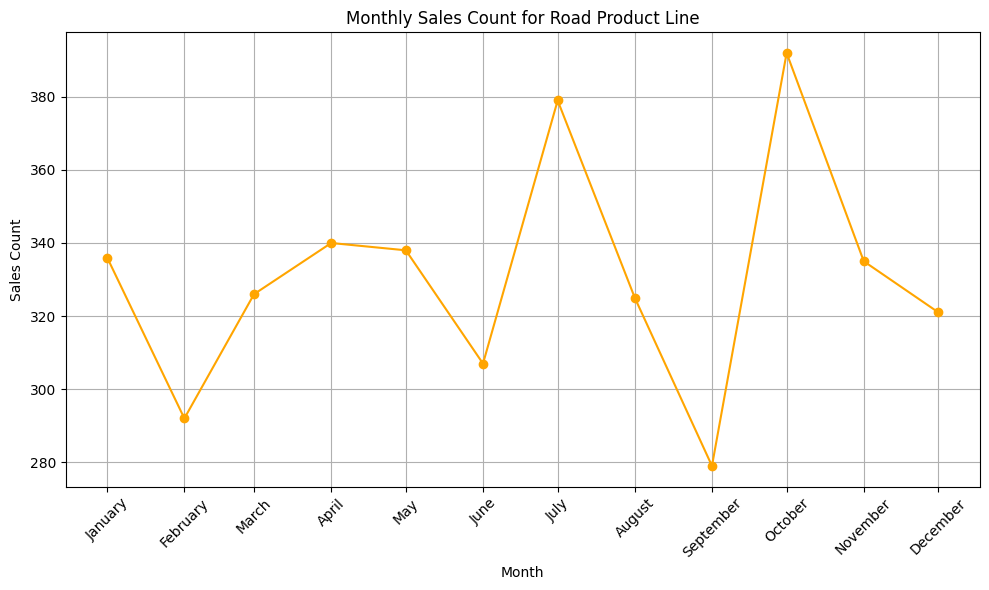 Monthly Sales Count for Road Product Line
Sales Count
380
360
340
320
300
280
January
February
March
April
May
June
July
August
September
October
November
December
Month